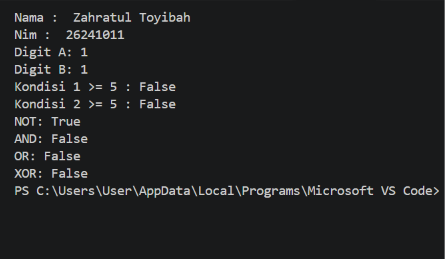 Nama :  Zahratul Toyibah
Nim :  26241011
Digit A: 1
Digit B: 1
Kondisi 1 >= 5 : False
Kondisi 2 >= 5 : False
NOT: True
AND: False
OR: False
XOR: False
PS C:\Users\User\AppData\Local\Programs\Microsoft VS Code>